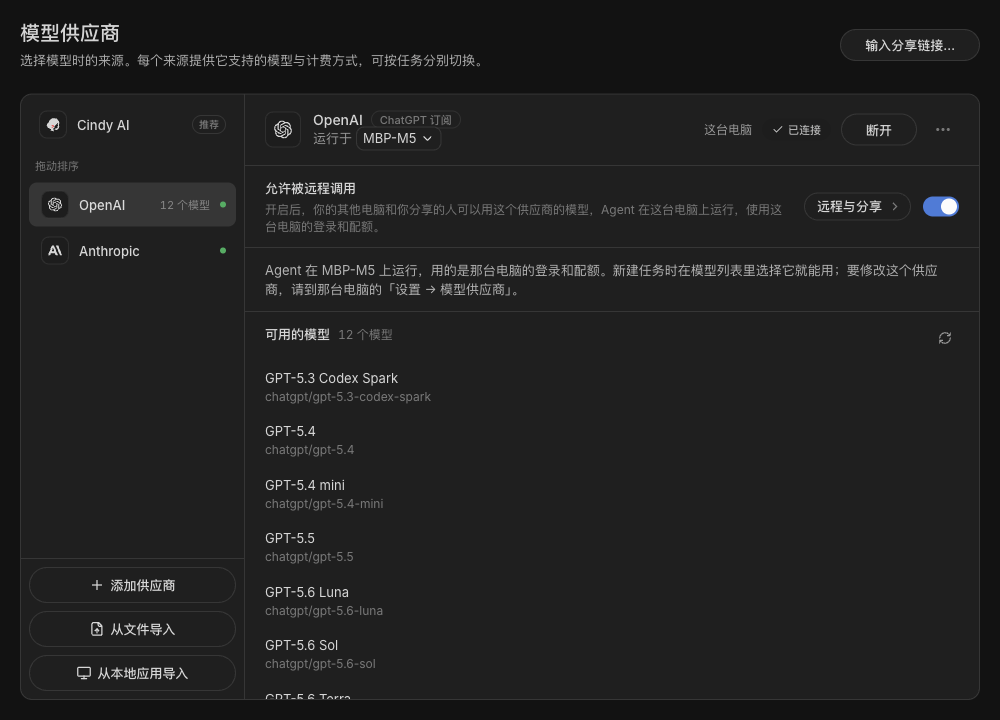 模型供应商
选择模型时的来源。每个来源提供它支持的模型与计费方式，可按任务分别切换。
输入分享链接...
Cindy AI
推荐
拖动排序
OpenAI
12 个模型
Anthropic
添加供应商
从文件导入
从本地应用导入
OpenAI
ChatGPT 订阅
运行于 MBP-M5
这台电脑
已连接
断开
允许被远程调用
开启后，你的其他电脑和你分享的人可以用这个供应商的模型，Agent 在这台电脑上运行，使用这
台电脑的登录和配额。
远程与分享
Agent 在 MBP-M5 上运行，用的是那台电脑的登录和配额。新建任务时在模型列表里选择它就能用；要修改这个供应
商，请到那台电脑的「设置 → 模型供应商」。
可用的模型 12 个模型
GPT-5.3 Codex Spark
chatgpt/gpt-5.3-codex-spark
GPT-5.4
chatgpt/gpt-5.4
GPT-5.4 mini
chatgpt/gpt-5.4-mini
GPT-5.5
chatgpt/gpt-5.5
GPT-5.6 Luna
chatgpt/gpt-5.6-luna
GPT-5.6 Sol
chatgpt/gpt-5.6-sol
GPT-5.6 Terra